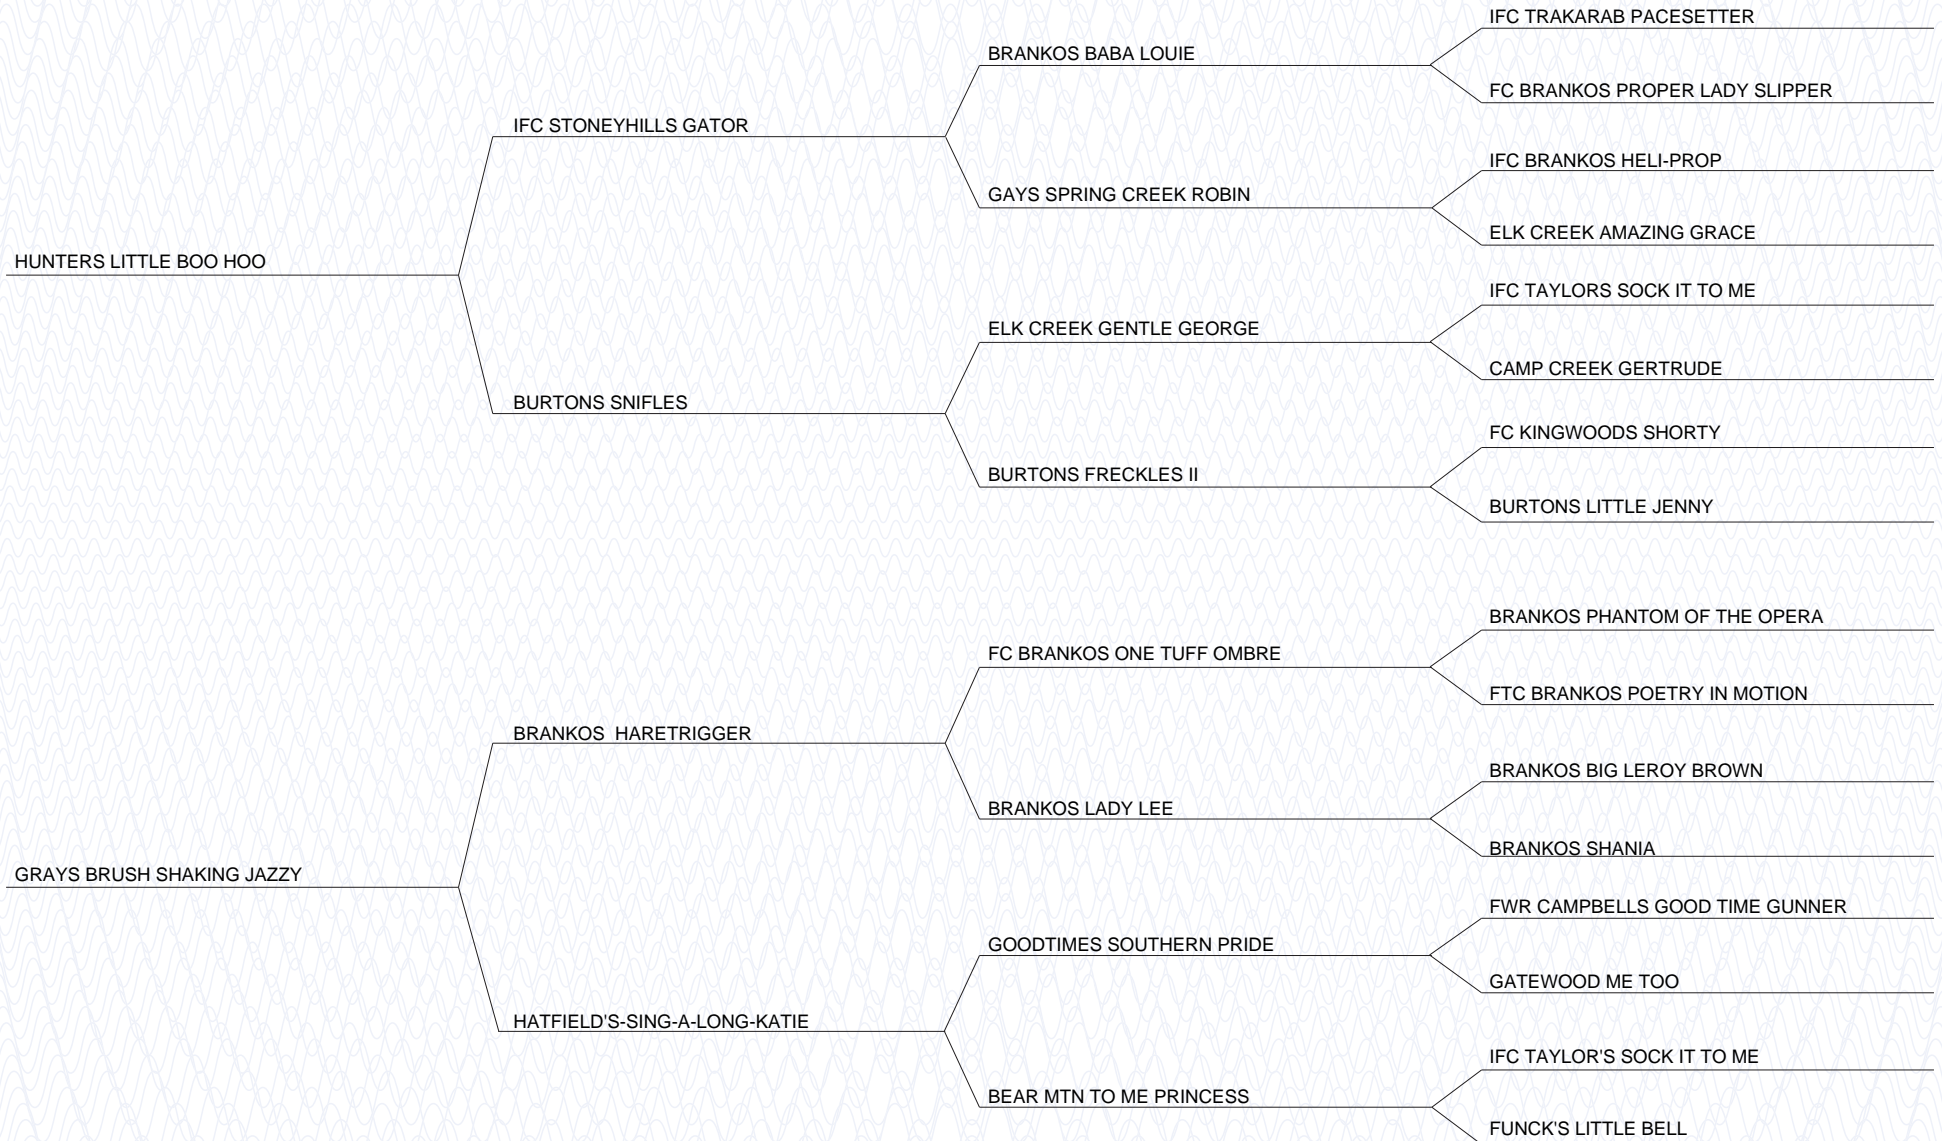 IFC TRAKARAB PACESETTER
BRANKOS BABA LOUIE
FC BRANKOS PROPER LADY SLIPPER
IFC STONEYHILLS GATOR
IFC BRANKOS HELI-PROP
GAYS SPRING CREEK ROBIN
ELK CREEK AMAZING GRACE
HUNTERS LITTLE BOO HOO
IFC TAYLORS SOCK IT TO ME
ELK CREEK GENTLE GEORGE
CAMP CREEK GERTRUDE
BURTONS SNIFLES
FC KINGWOODS SHORTY
BURTONS FRECKLES II
BURTONS LITTLE JENNY
BRANKOS PHANTOM OF THE OPERA
FC BRANKOS ONE TUFF OMBRE
FTC BRANKOS POETRY IN MOTION
BRANKOS  HARETRIGGER
BRANKOS BIG LEROY BROWN
BRANKOS LADY LEE
BRANKOS SHANIA
GRAYS BRUSH SHAKING JAZZY
FWR CAMPBELLS GOOD TIME GUNNER
GOODTIMES SOUTHERN PRIDE
GATEWOOD ME TOO
HATFIELD'S-SING-A-LONG-KATIE
IFC TAYLOR'S SOCK IT TO ME
BEAR MTN TO ME PRINCESS
FUNCK'S LITTLE BELL